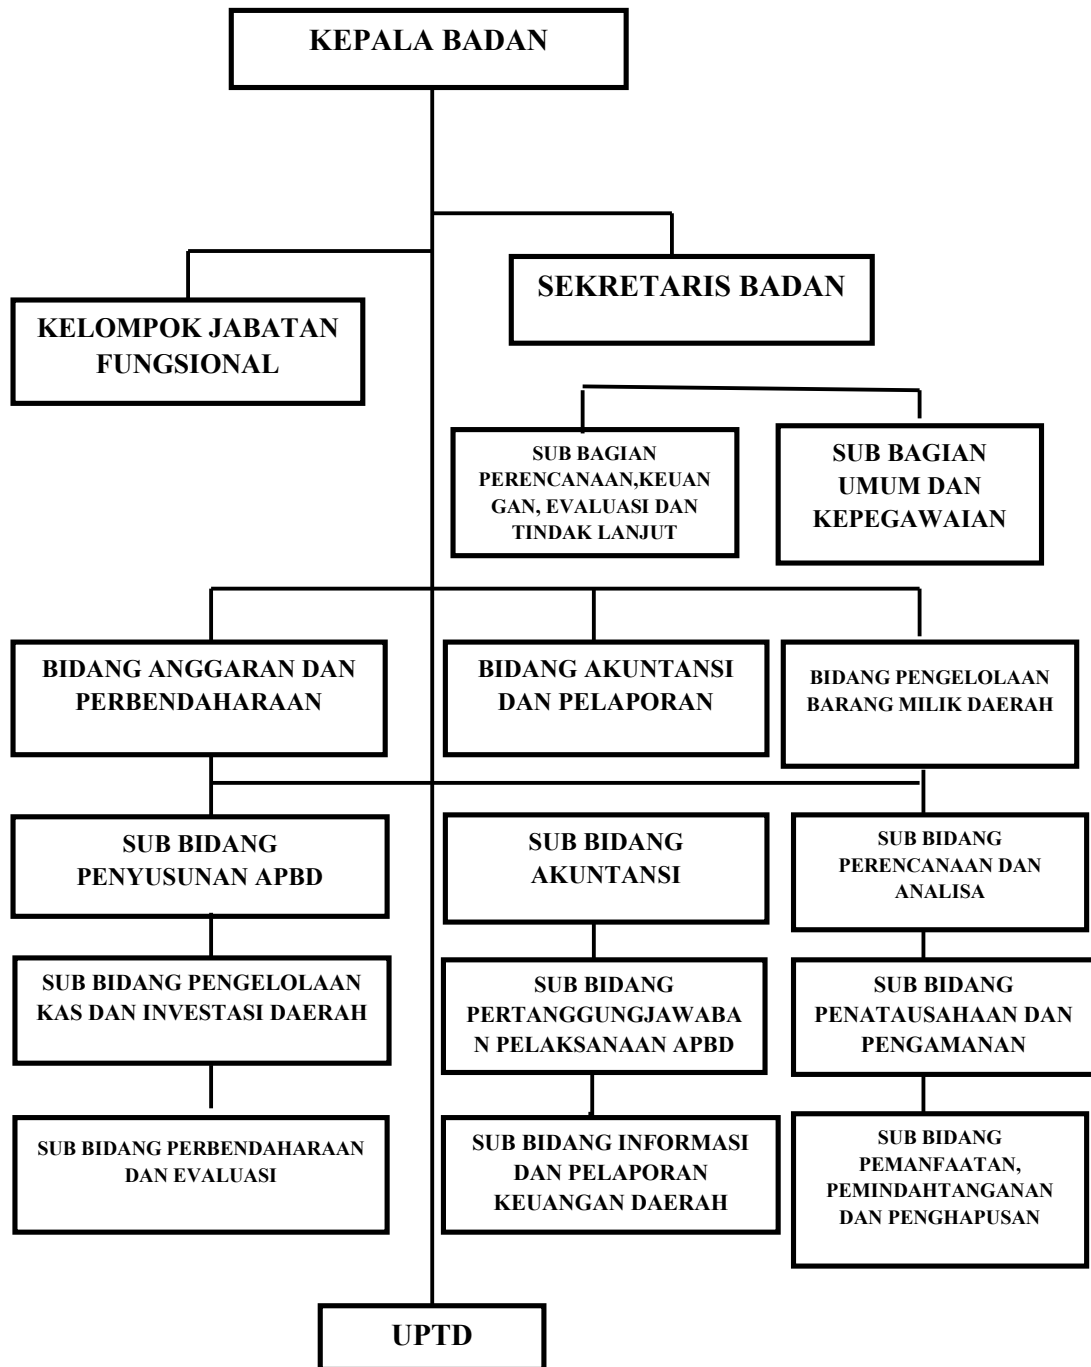 KEPALA BADAN
SEKRETARIS BADAN
KELOMPOK JABATAN
FUNGSIONAL
SUB BAGIAN
PERENCANAAN,KEUAN
GAN, EVALUASI DAN
TINDAK LANJUT
SUB BAGIAN
UMUM DAN
KEPEGAWAIAN
BIDANG ANGGARAN DAN
PERBENDAHARAAN
BIDANG AKUNTANSI
DAN PELAPORAN
BIDANG PENGELOLAAN
BARANG MILIK DAERAH
SUB BIDANG
PENYUSUNAN APBD
SUB BIDANG
AKUNTANSI
SUB BIDANG
PERENCANAAN DAN
ANALISA
SUB BIDANG PENGELOLAAN
KAS DAN INVESTASI DAERAH
SUB BIDANG
PERTANGGUNGJAWABA
N PELAKSANAAN APBD
SUB BIDANG
PENATAUSAHAAN DAN
PENGAMANAN
SUB BIDANG PERBENDAHARAAN
DAN EVALUASI
SUB BIDANG INFORMASI
DAN PELAPORAN
KEUANGAN DAERAH
SUB BIDANG
PEMANFAATAN,
PEMINDAHTANGANAN
DAN PENGHAPUSAN
UPTD